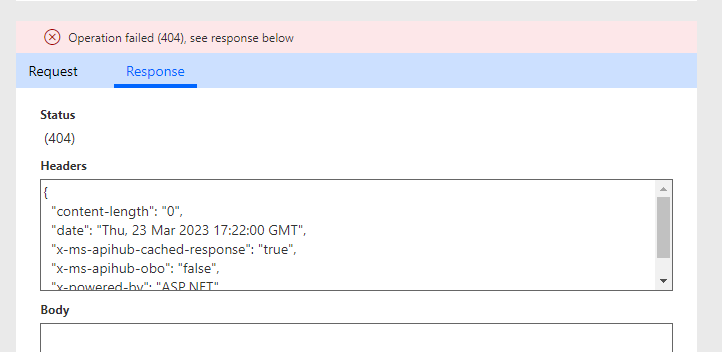 Operation failed (404), see response below
Request Response
Status
(404)
Headers
{
"content-length": "0",
"date": "Thu, 23 Mar 2023 17:22:00 GMT",
"x-ms-apihub-cached-response": "true",
"x-ms-apihub-obo": "false",
"x-powered-by": "ASP.NET"
Body